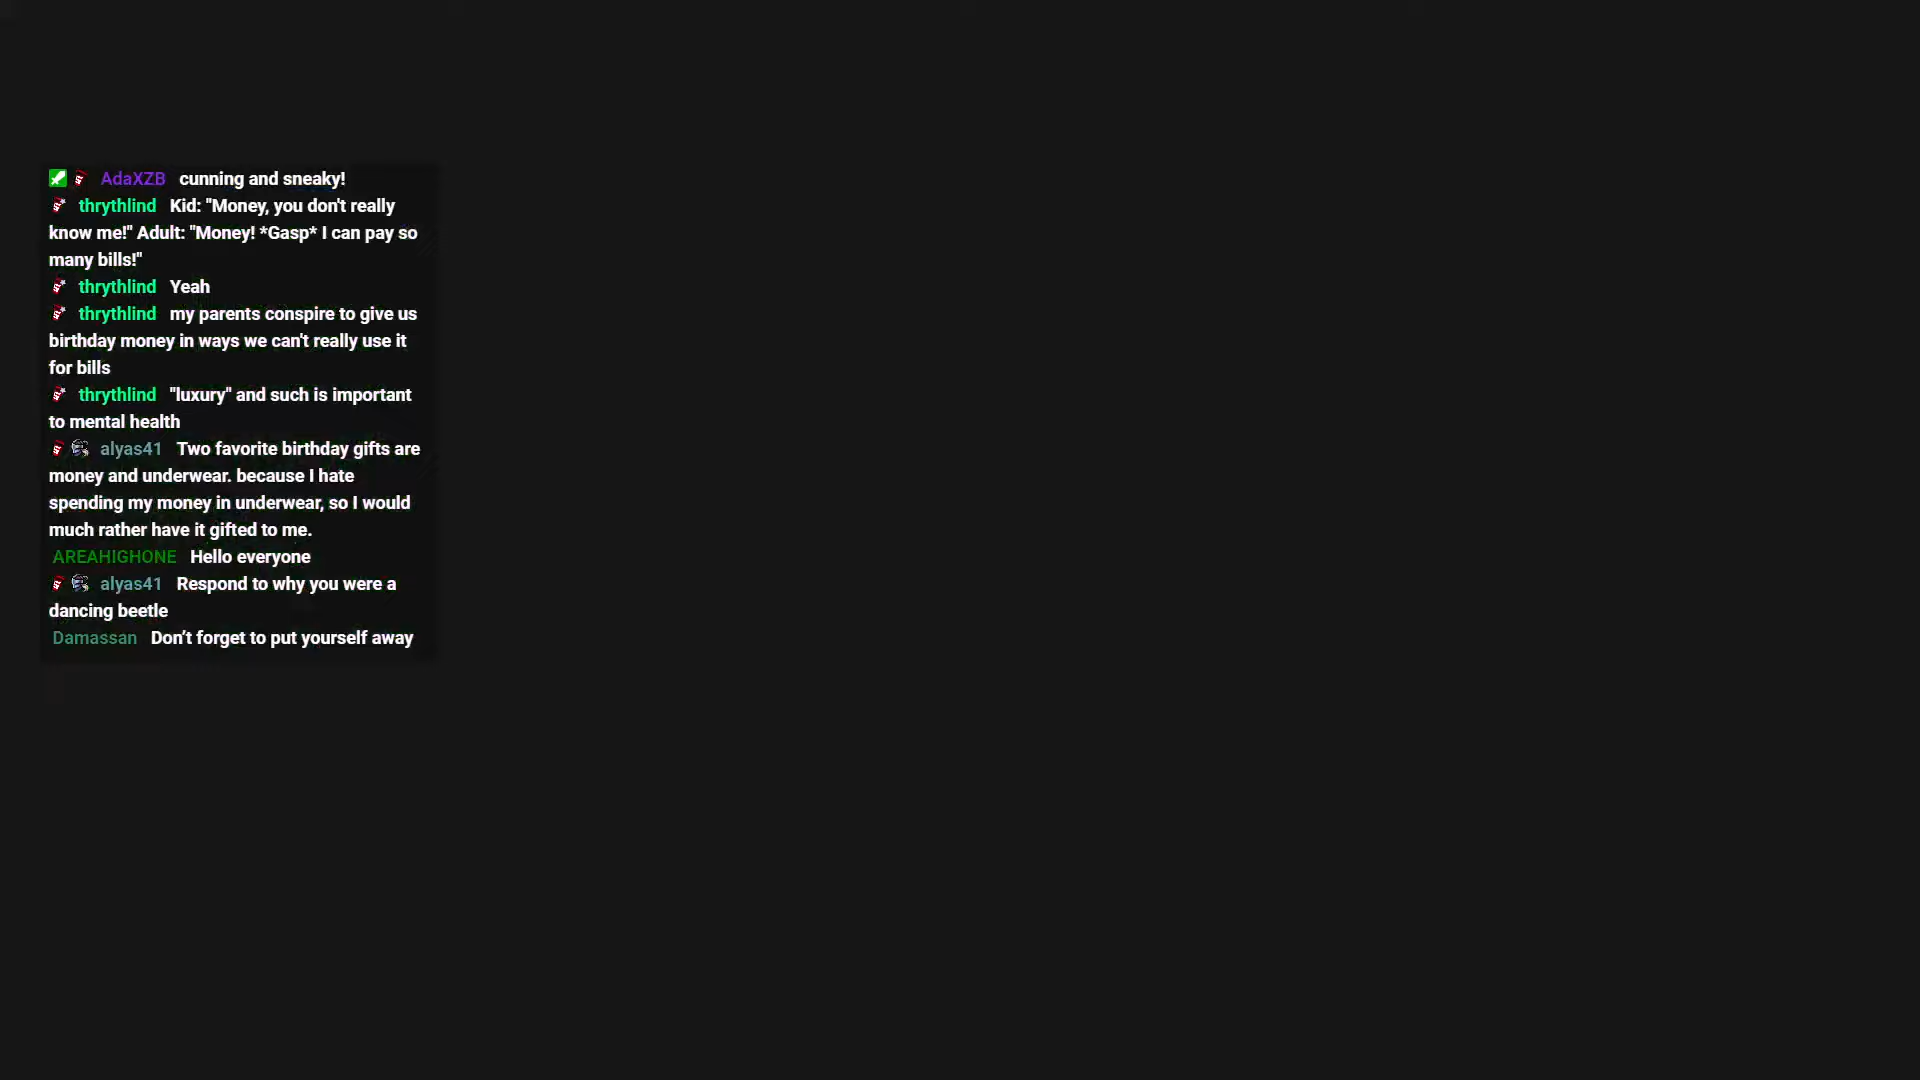 AdaXZB cunning and sneaky!
thrythlind Kid: "Money, you don't really
know me!" Adult: "Money! *Gasp* I can pay so
many bills!"
thrythlind Yeah
thrythlind my parents conspire to give us
birthday money in ways we can't really use it
for bills
thrythlind "luxury" and such is important
to mental health
alyas41 Two favorite birthday gifts are
money and underwear. because I hate
spending my money in underwear, so I would
much rather have it gifted to me.
AREAHIGHONE Hello everyone
alyas41 Respond to why you were a
dancing beetle
Damassan Don’t forget to put yourself away